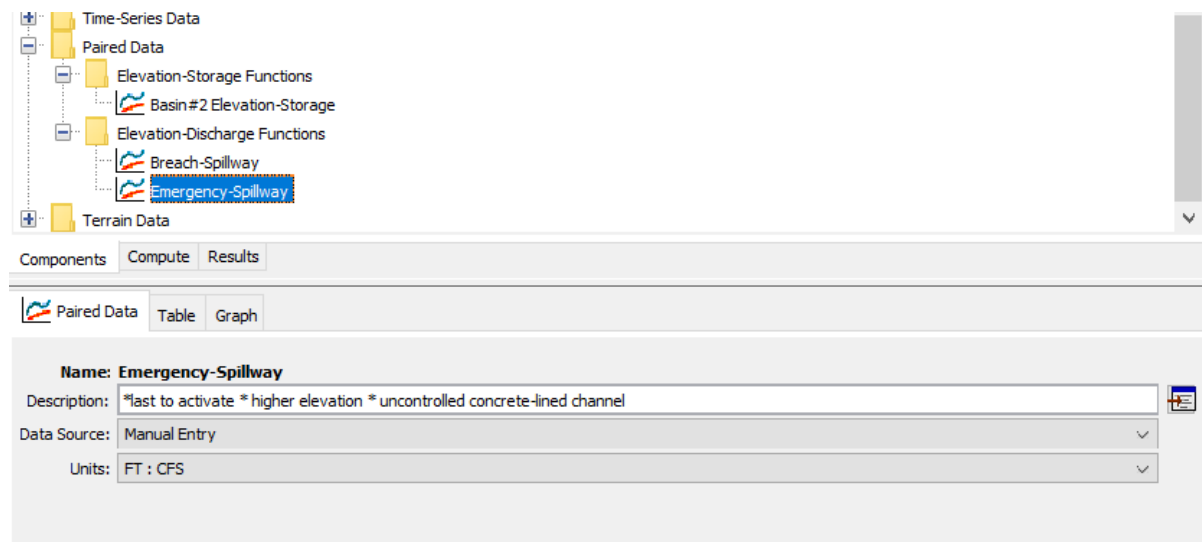 Time-Series Data
Paired Data
Elevation-Storage Functions
Basin#2 Elevation-Storage
Elevation-Discharge Functions
Breach-Spillway
Emergency-Spillway
Terrain Data
Components Compute Results
Paired Data Table Graph
Name: Emergency-Spillway
Description: *last to activate * higher elevation * uncontrolled concrete-lined channel
Data Source: Manual Entry
Units: FT : CFS